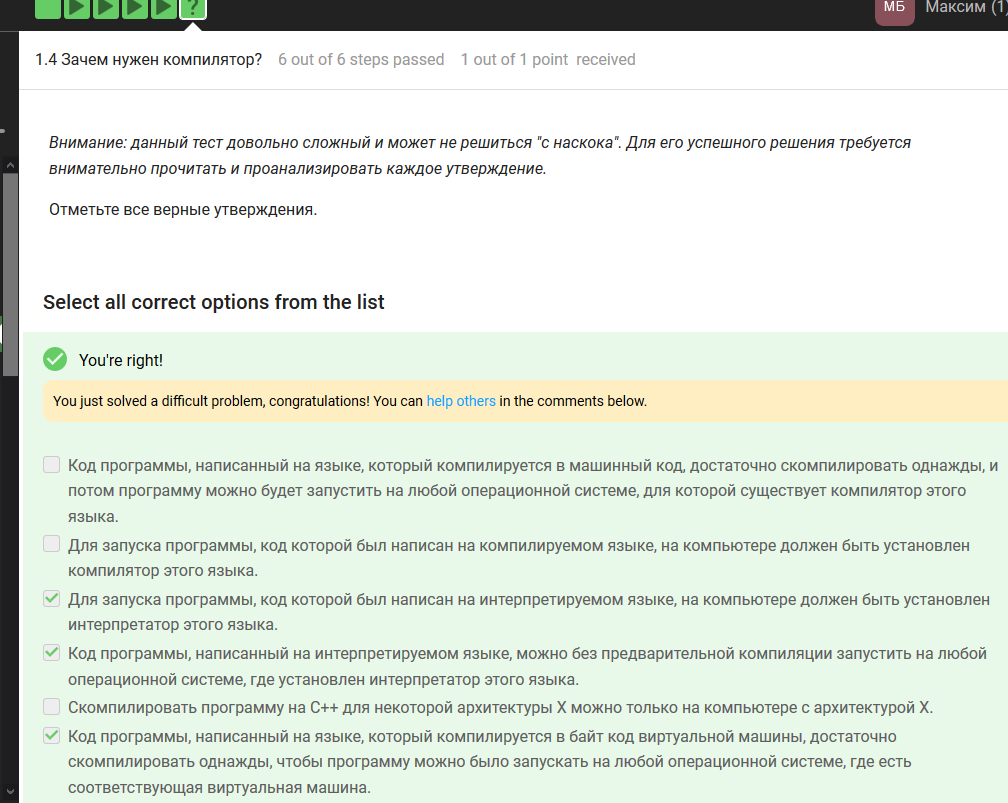 ?
МБ
Максим (1)
1.4 Зачем нужен компилятор? 6 out of 6 steps passed 1 out of 1 point received
Внимание: данный тест довольно сложный и может не решиться "с наскока". Для его успешного решения требуется
внимательно прочитать и проанализировать каждое утверждение.
Отметьте все верные утверждения.
Select all correct options from the list
You're right!
You just solved a difficult problem, congratulations! You can help others in the comments below.
Код программы, написанный на языке, который компилируется в машинный код, достаточно скомпилировать однажды, и
потом программу можно будет запустить на любой операционной системе, для которой существует компилятор этого
языка.
Для запуска программы, код которой был написан на компилируемом языке, на компьютере должен быть установлен
компилятор этого языка.
Для запуска программы, код которой был написан на интерпретируемом языке, на компьютере должен быть установлен
интерпретатор этого языка.
Код программы, написанный на интерпретируемом языке, можно без предварительной компиляции запустить на любой
операционной системе, где установлен интерпретатор этого языка.
Скомпилировать программу на C++ для некоторой архитектуры X можно только на компьютере с архитектурой X.
Код программы, написанный на языке, который компилируется в байт код виртуальной машины, достаточно
скомпилировать однажды, чтобы программу можно было запускать на любой операционной системе, где есть
соответствующая виртуальная машина.